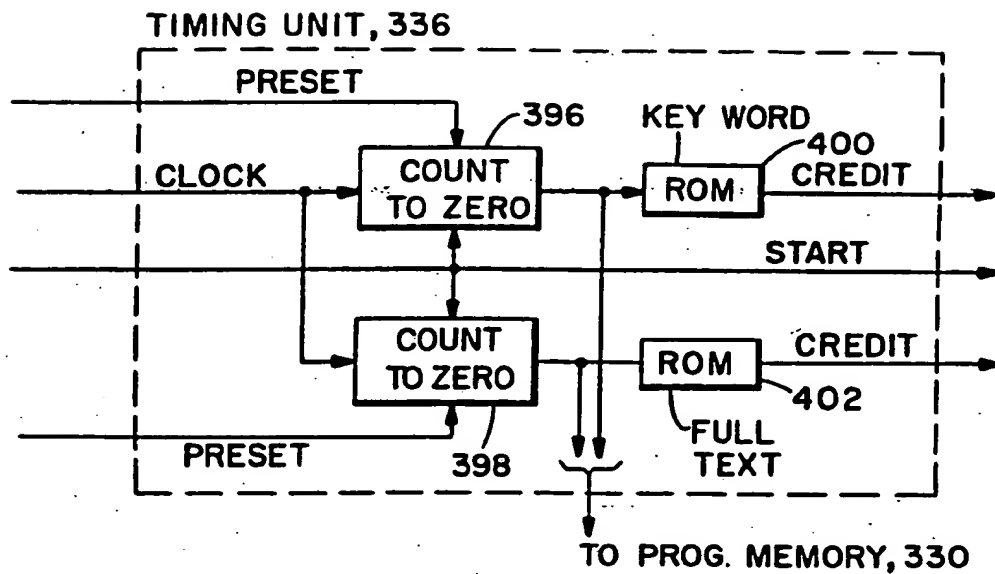 TIMING UNIT, 336
PRESET
396
KEY WORD
400
CLOCK
COUNT
TO ZERO
ROM
CREDIT
START
COUNT
TO ZERO
ROM
CREDIT
402
PRESET
398
FULL
TEXT
TO PROG. MEMORY, 330